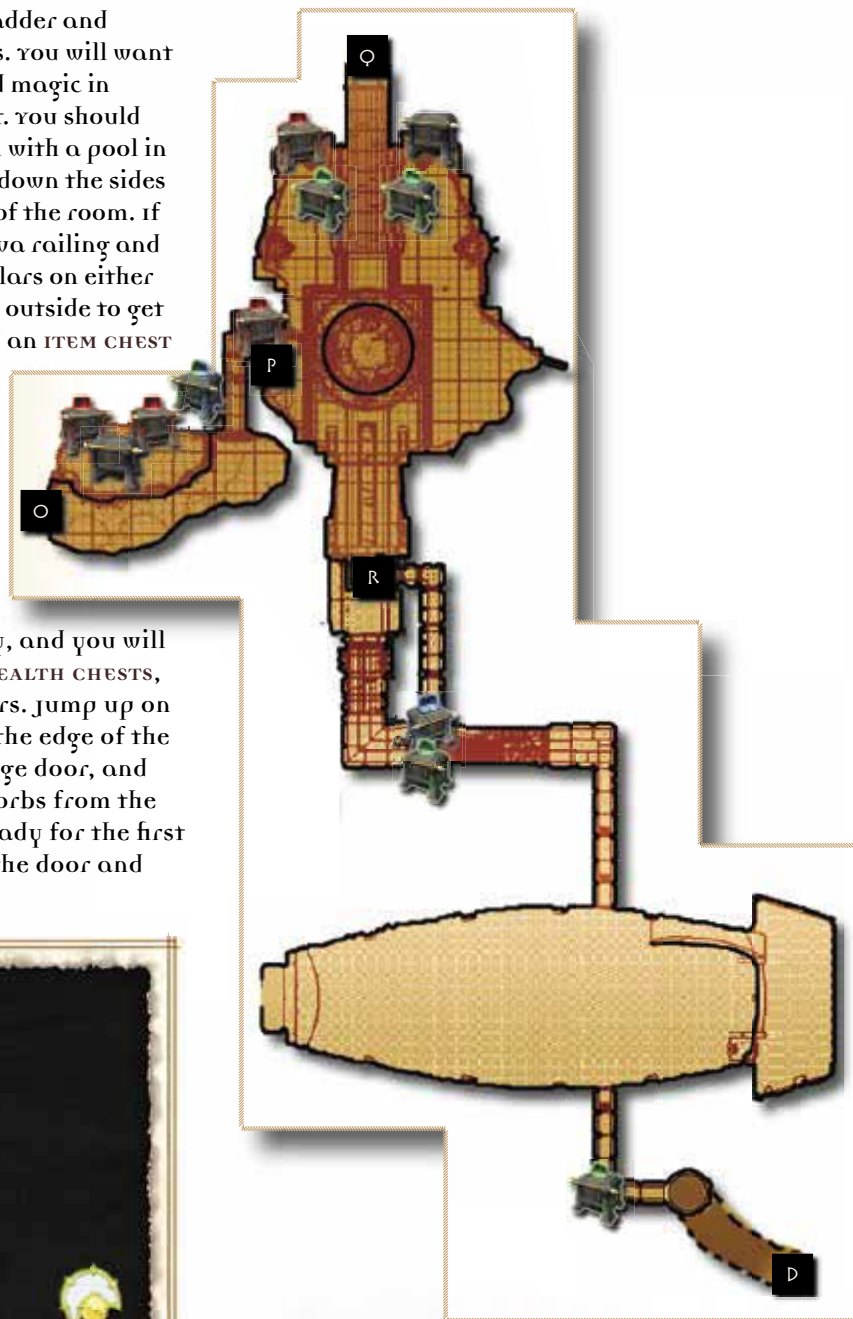 adder and
s. You will want
magic in
t. You should
with a pool in
down the sides
of the room. If
va railing and
lars on either
outside to get
an ITEM CHEST
y, and you will
EALTH CHESTS,
rs. Jump up on
the edge of the
ge door, and
orbs from the
ady for the first
the door and
Q
P
O
R
D